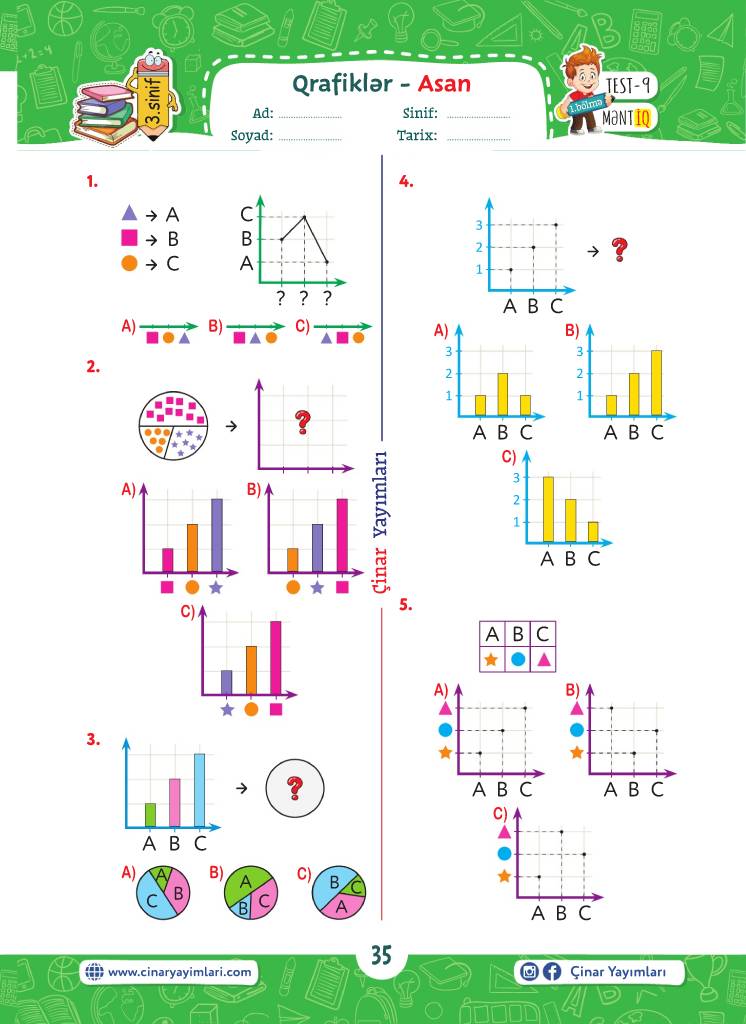 Qrafiklər - Asan
3. sinif
Ad:
Sinif:
Soyad:
Tarix:
1.bölmə
TEST-9
MƏNTİQ
1.
→ A
→ B
→ C
C
B
A
? ? ?
A)
B)
C)
2.
→
?
A)
B)
C)
3.
A B C
→
?
A)
A
B
C
B)
A
B
C
C)
B
C
A
Çinar Yayımları
4.
3
2
1
A B C
→ ?
A)
3
2
1
A B C
B)
3
2
1
A B C
C)
3
2
1
A B C
5.
A B C
A)
A B C
B)
A B C
C)
A B C
35
www.cinaryayimlari.com
Çinar Yayımları